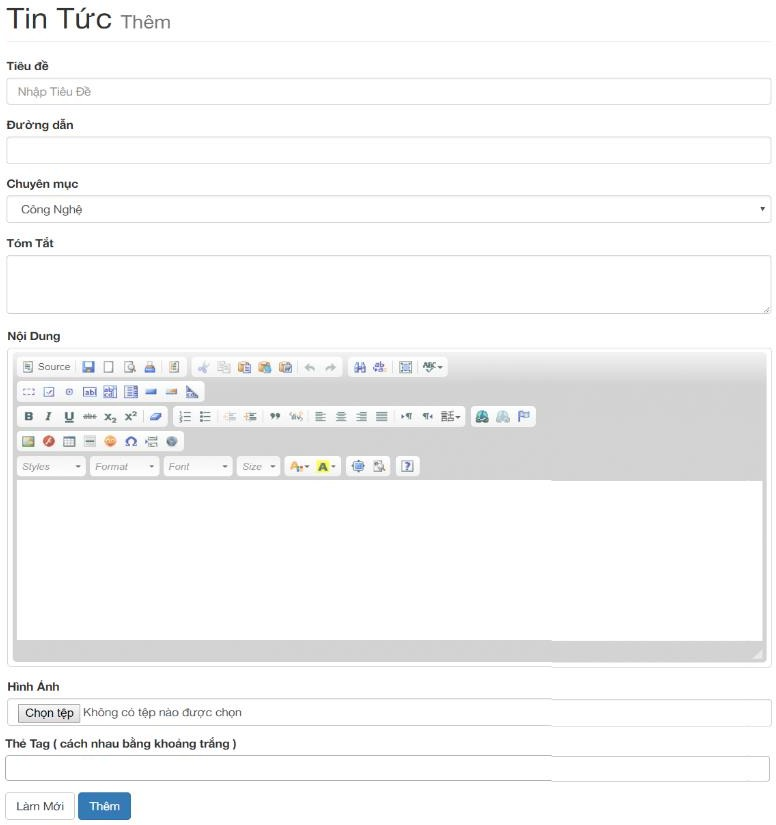 Tin Tức Thêm
Tiêu đề
Nhập Tiêu Đề
Đường dẫn
Chuyên mục
Công Nghệ
Tóm Tắt
Nội Dung
Source
B I U abc X₂ X²
Styles Format Font Size A A ?
Hình Ảnh
Chọn tệp Không có tệp nào được chọn
Thẻ Tag ( cách nhau bằng khoảng trắng )
Làm Mới Thêm